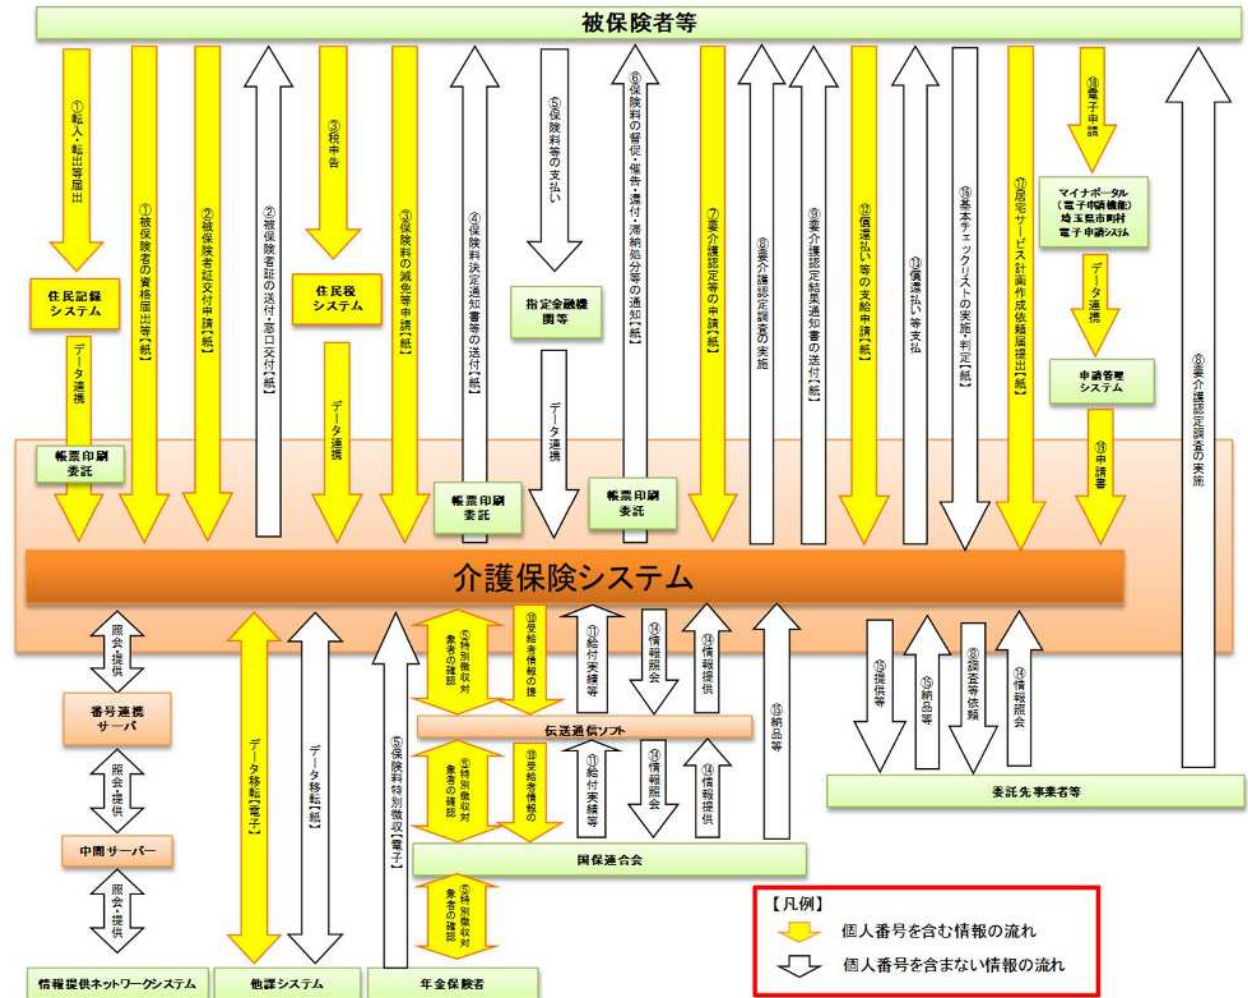 被保険者等
①転入・転出等届出
①被保険者の資格届出等【紙】
②被保険者証交付申請【紙】
②被保険者証の送付・窓口交付【紙】
③税申告
③保険料の減免等申請【紙】
④保険料決定通知書等の送付【紙】
⑤保険料等の支払い
⑥保険料の督促・催告・還付・滞納処分等の通知【紙】
⑦要介護認定等の申請【紙】
⑧要介護認定調査の実施
⑨要介護認定結果通知書の送付【紙】
⑫償還払い等の支給申請【紙】
⑬償還払い等支払
⑯基本チェックリストの実施・判定【紙】
⑰居宅サービス計画作成依頼届提出【紙】
⑱電子申請
⑧要介護認定調査の実施
マイナポータル
(電子申請機能)
埼玉県市町村
電子申請システム
住民記録
システム
住民税
システム
指定金融機
関等
データ連携
データ連携
データ連携
データ連携
申請管理
システム
⑲申請書
帳票印刷
委託
帳票印刷
委託
帳票印刷
委託
介護保険システム
照会・提供
番号連携
サーバ
照会・提供
中間サーバー
照会・提供
データ移転【電子】
データ移転【紙】
⑤保険料特別徴収【電子】
⑤特別徴収対
象者の確認
⑩受給者情報の提
⑪給付実績等
⑭情報照会
⑭情報提供
⑮納品等
⑮提供等
⑮納品等
⑧調査等依頼
⑭情報照会
伝送通信ソフト
⑤特別徴収対
象者の確認
⑩受給者情報の
⑪給付実績等
⑭情報照会
⑭情報提供
委託先事業者等
国保連合会
⑤特別徴収対
象者の確認
情報提供ネットワークシステム
他課システム
年金保険者
【凡例】
個人番号を含む情報の流れ
個人番号を含まない情報の流れ